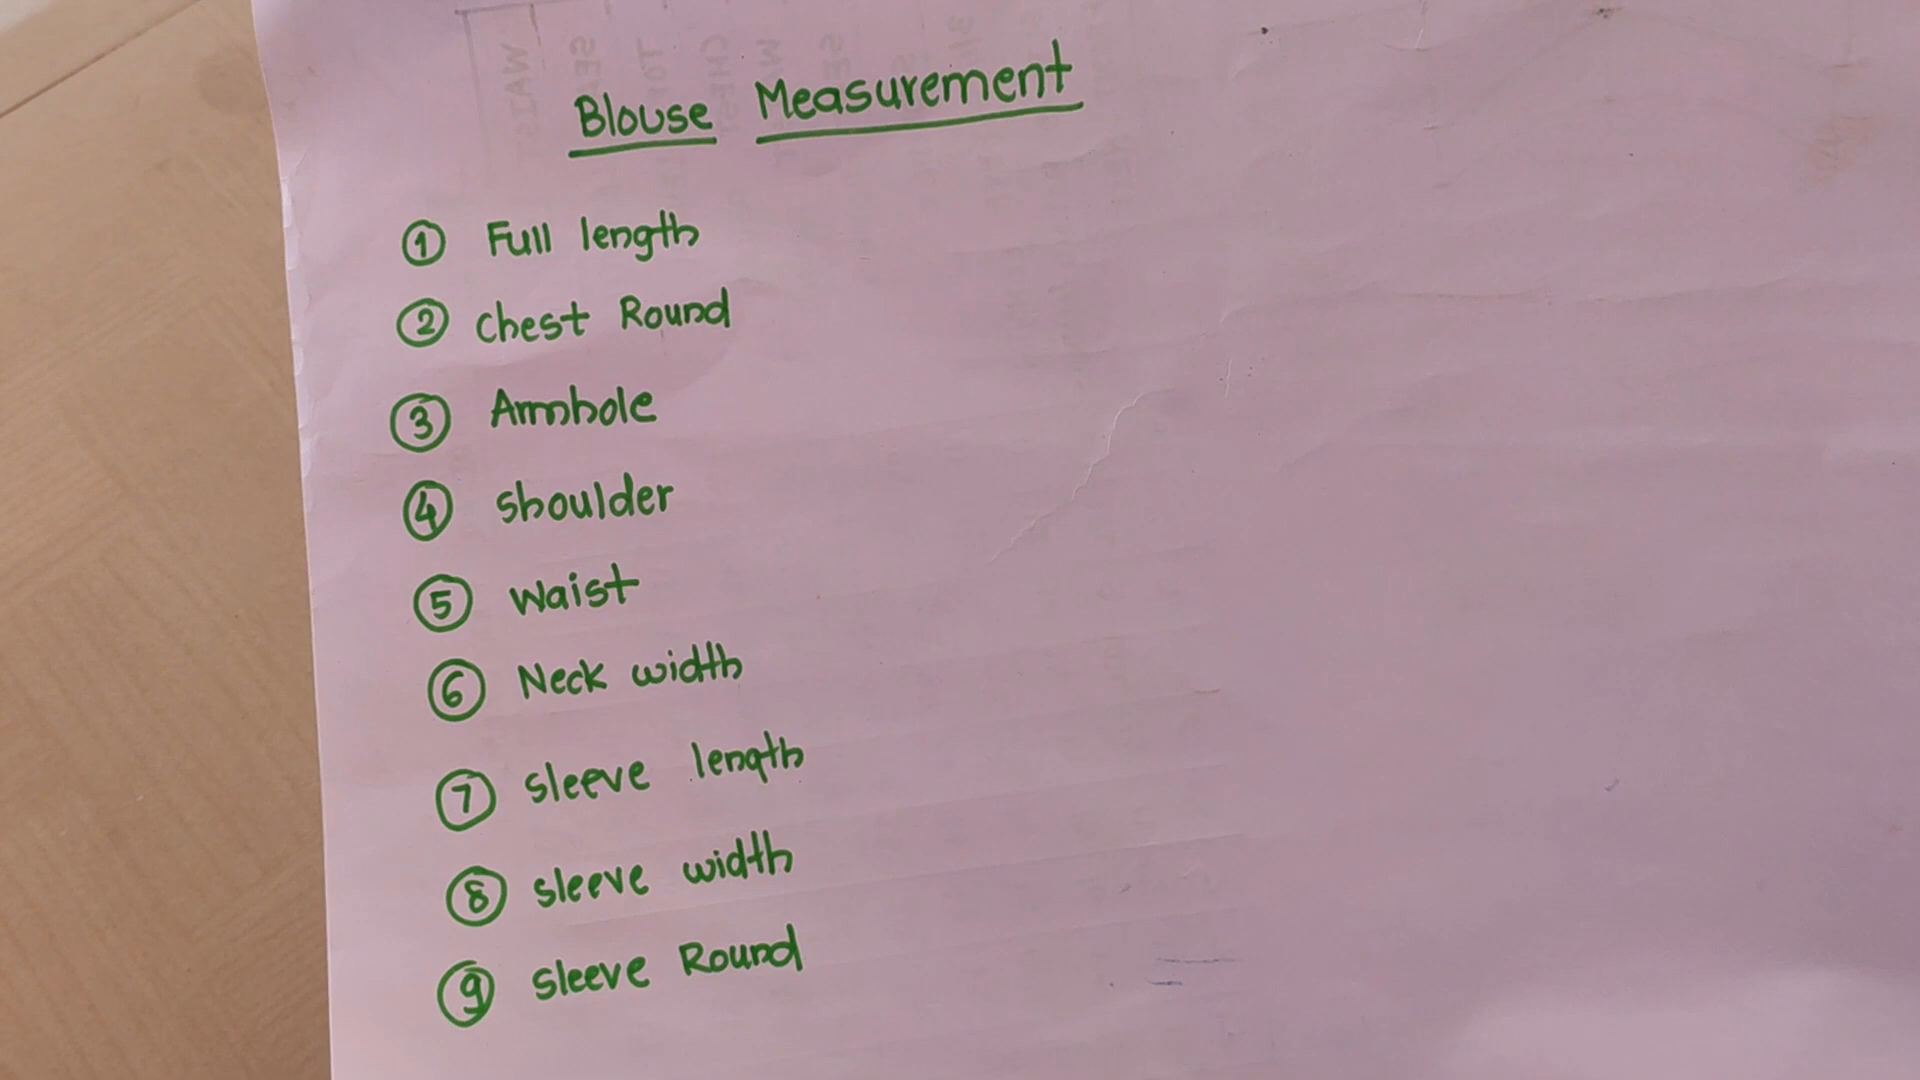 Blouse Measurement
① Full length
② chest Round
③ Armhole
④ shoulder
⑤ waist
⑥ Neck width
⑦ sleeve length
⑧ sleeve width
⑨ sleeve Round